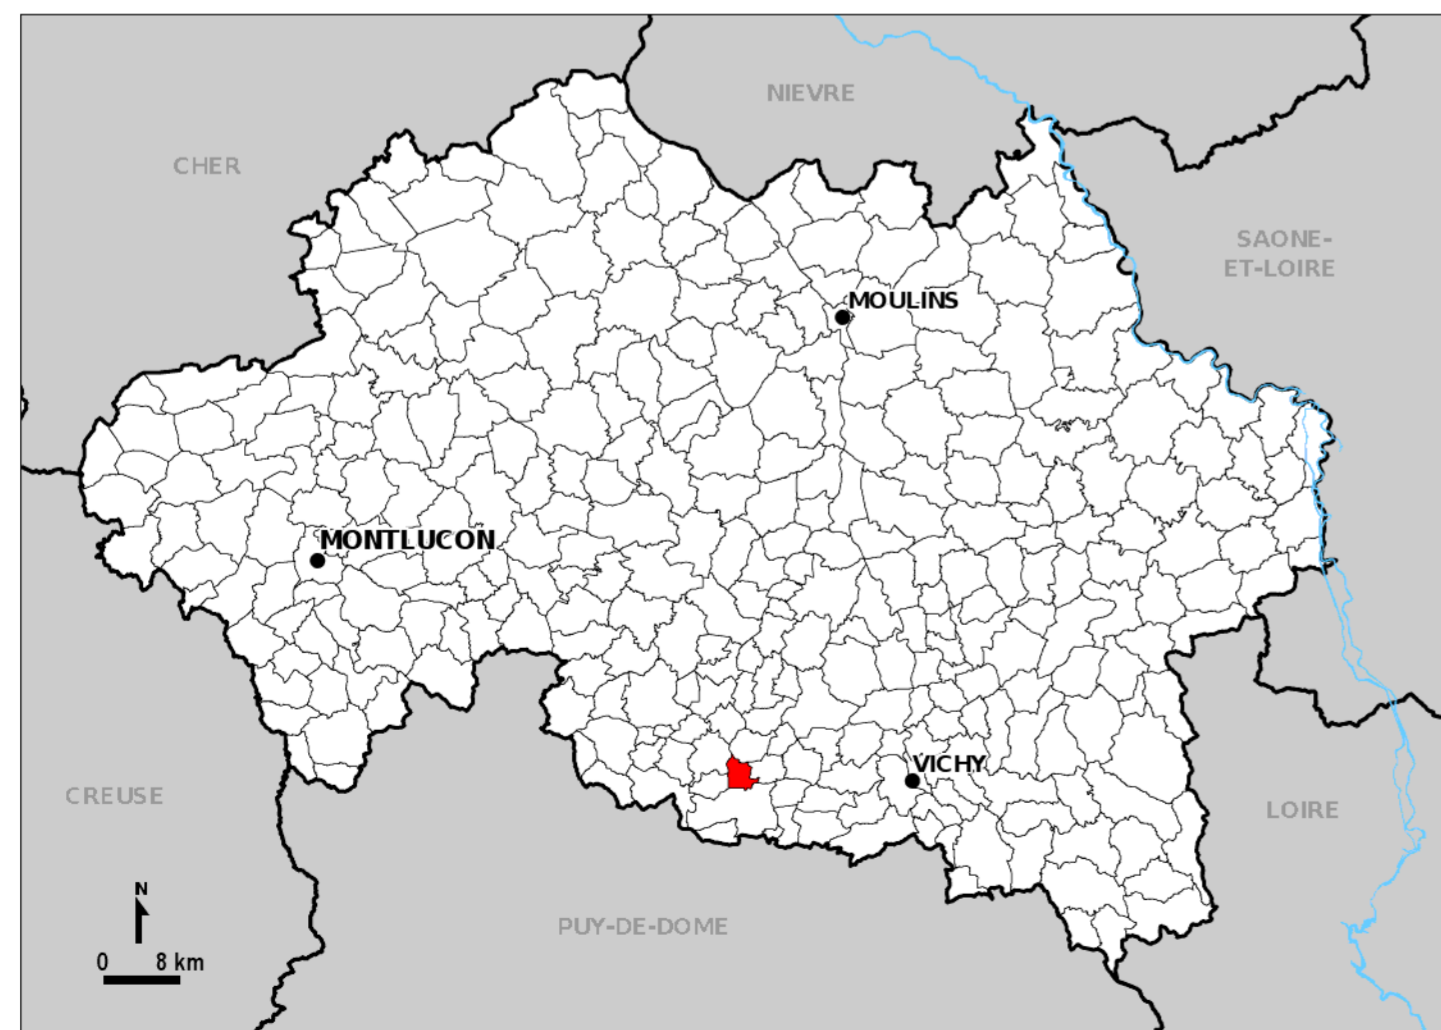 NIEVRE
CHER
SAONE-
ET-LOIRE
MOULINS
MONTLUCON
VICHY
CREUSE
LOIRE
N
PUY-DE-DOME
0 8 km